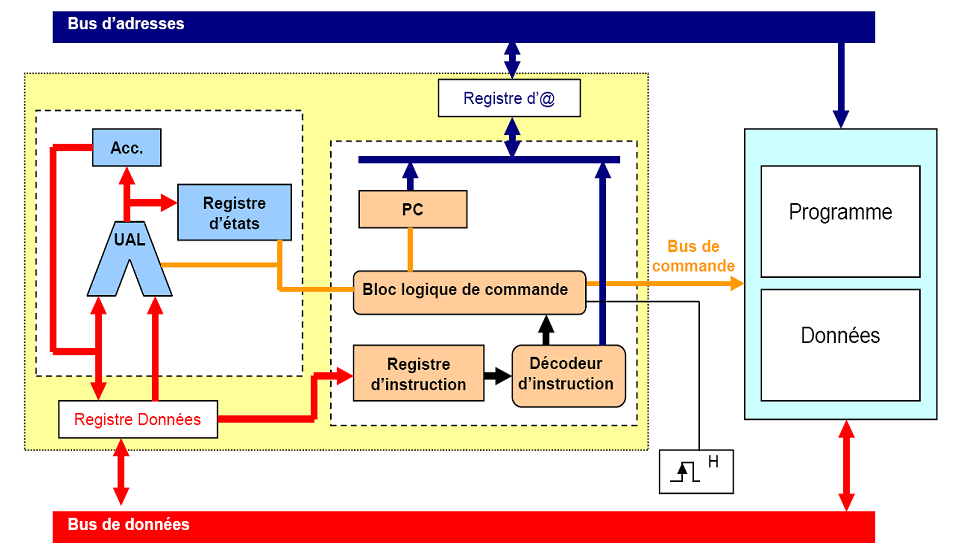 Bus d'adresses
Registre d'@
Acc.
Registre
d'états
UAL
PC
Bloc logique de commande
Bus de
commande
Programme
Données
Registre
d'instruction
Décodeur
d'instruction
Registre Données
H
Bus de données